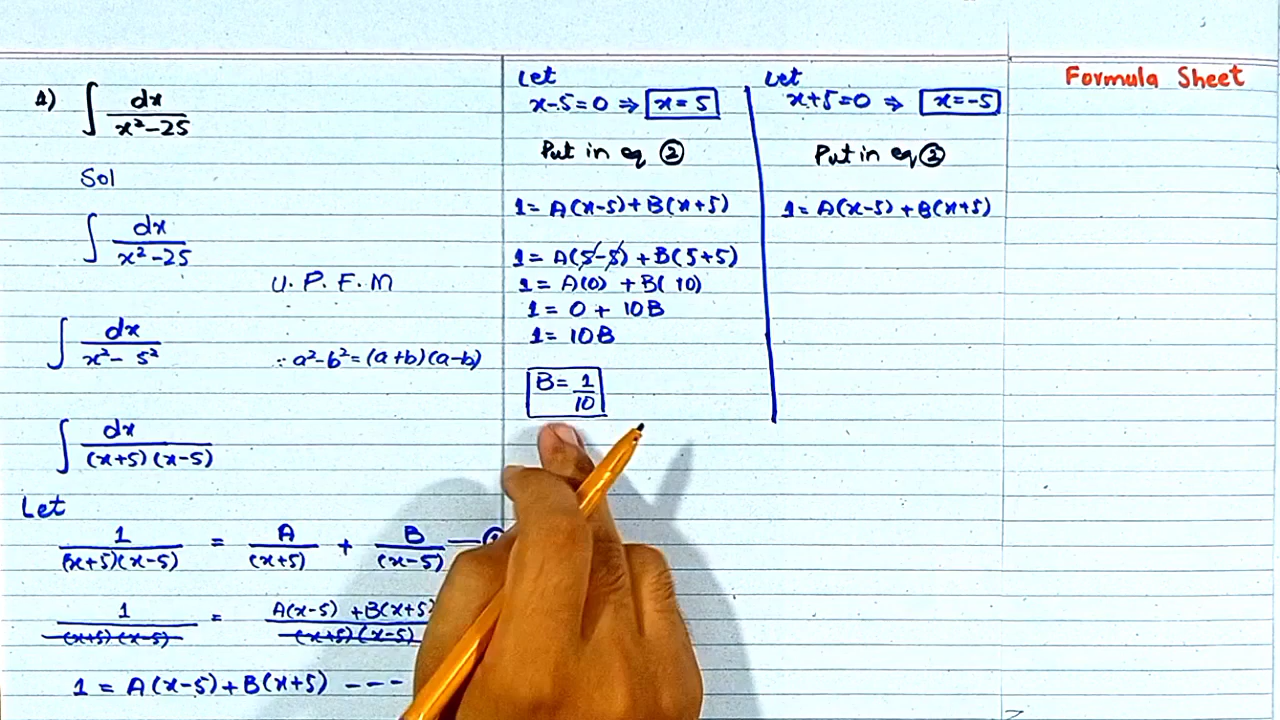 1) ∫ dx / x²-25
Sol
∫ dx / x²-25
U. P. F. M
∫ dx / x²- 5²
∵ a²-b²=(a+b)(a-b)
∫ dx / (x+5)(x-5)
Let
1 / (x+5)(x-5) = A / (x+5) + B / (x-5) —
1 / (x+5)(x-5) = A(x-5) +B(x+5) / (x+5)(x-5)
1 = A(x-5)+B(x+5) ---
Let
x-5=0 ⇒ x=5
Put in eq ②
1= A(x-5)+B(x+5)
1= A(5-5) +B(5+5)
1= A(0) +B( 10)
1= 0 + 10B
1= 10B
B= 1 / 10
Let
x+5=0 ⇒ x=-5
Put in eq ②
1= A(x-5) +B(x+5)
Formula Sheet